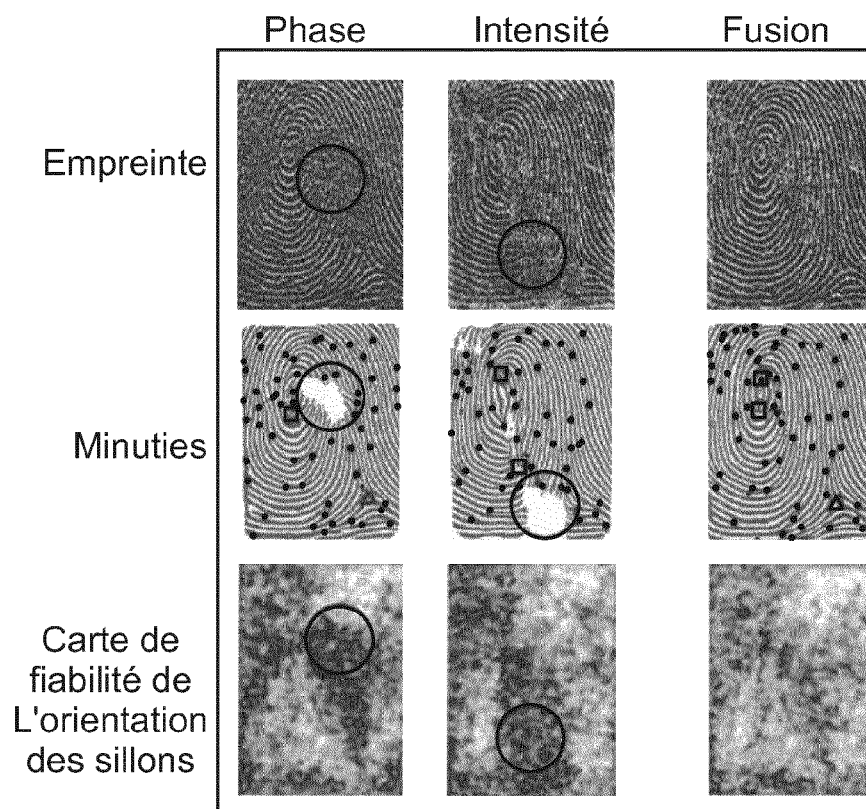 Phase Intensité Fusion
Empreinte
Minuties
Carte de
fiabilité de
L'orientation
des sillons